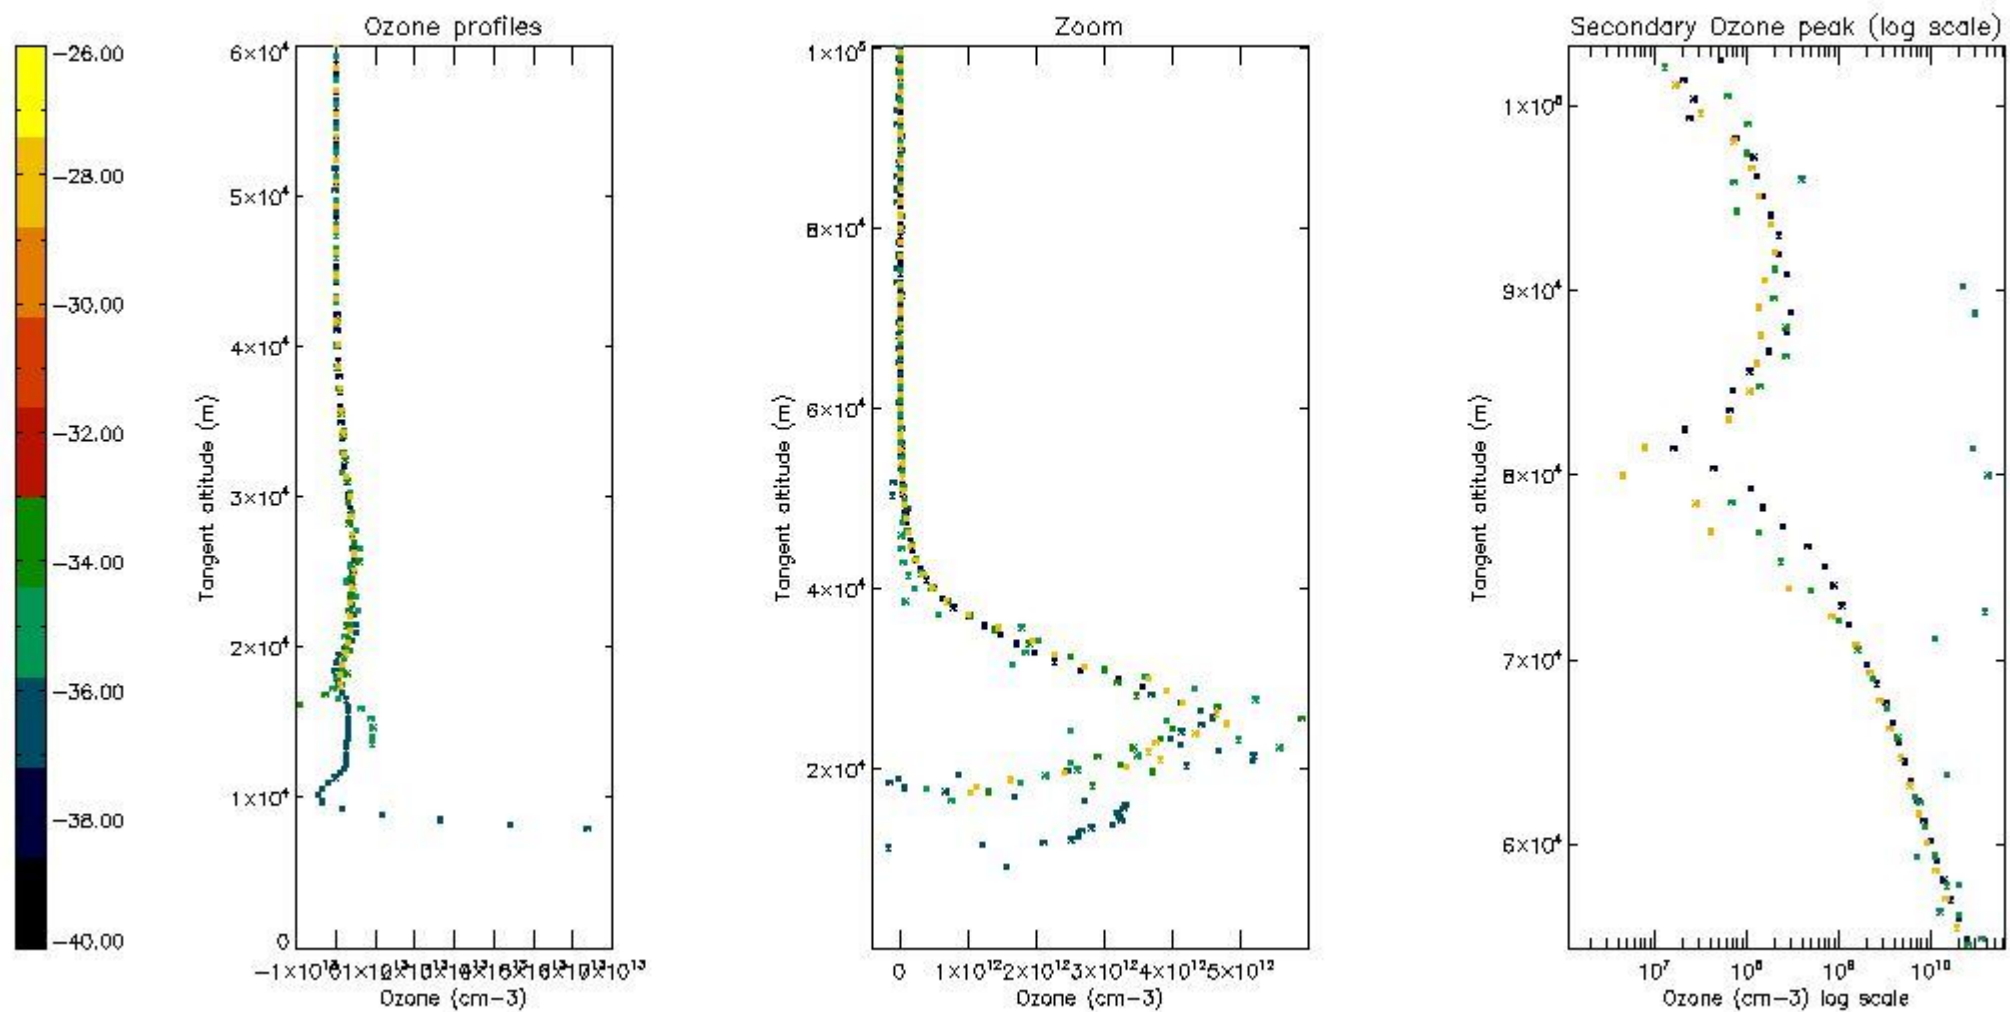 Ozone profiles
Zoom
Secondary Ozone peak (log scale)
−26.00
−28.00
−30.00
−32.00
−34.00
−36.00
−38.00
−40.00
6×10⁴
5×10⁴
4×10⁴
3×10⁴
2×10⁴
1×10⁴
0
Tangent altitude (m)
Ozone (cm−3)
1×10⁵
8×10⁴
6×10⁴
4×10⁴
2×10⁴
Tangent altitude (m)
0 1×10¹² 2×10¹² 3×10¹² 4×10¹² 5×10¹²
Ozone (cm−3)
9×10⁴
8×10⁴
7×10⁴
6×10⁴
Tangent altitude (m)
10⁷ 10⁸ 10⁹ 10¹⁰
Ozone (cm−3) log scale